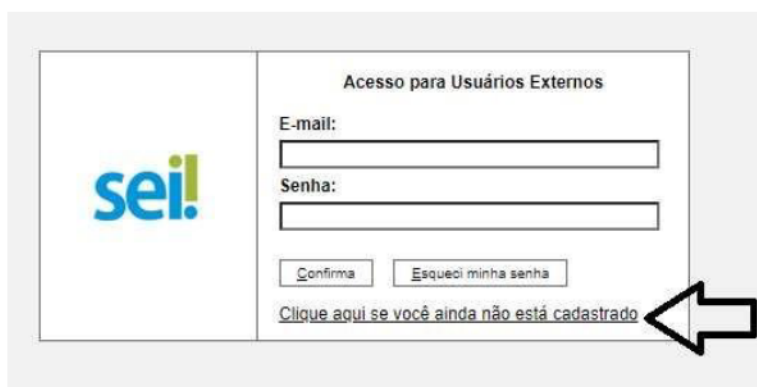 Acesso para Usuários Externos
E-mail:
sei!
Senha:
Confirma Esqueci minha senha
Clique aqui se você ainda não está cadastrado